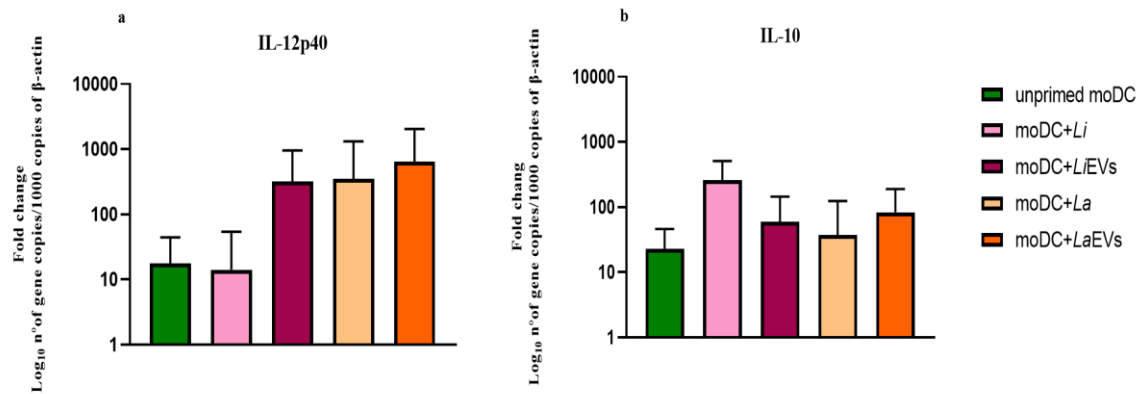 a
IL-12p40
Fold change
Log₁₀ n°of gene copies/1000 copies of β-actin
10000
1000
100
10
1
b
IL-10
Fold chang
Log₁₀ n°of gene copies/1000 copies of β-actin
10000
1000
100
10
1
unprimed moDC
moDC+Li
moDC+LiEVs
moDC+La
moDC+LaEVs